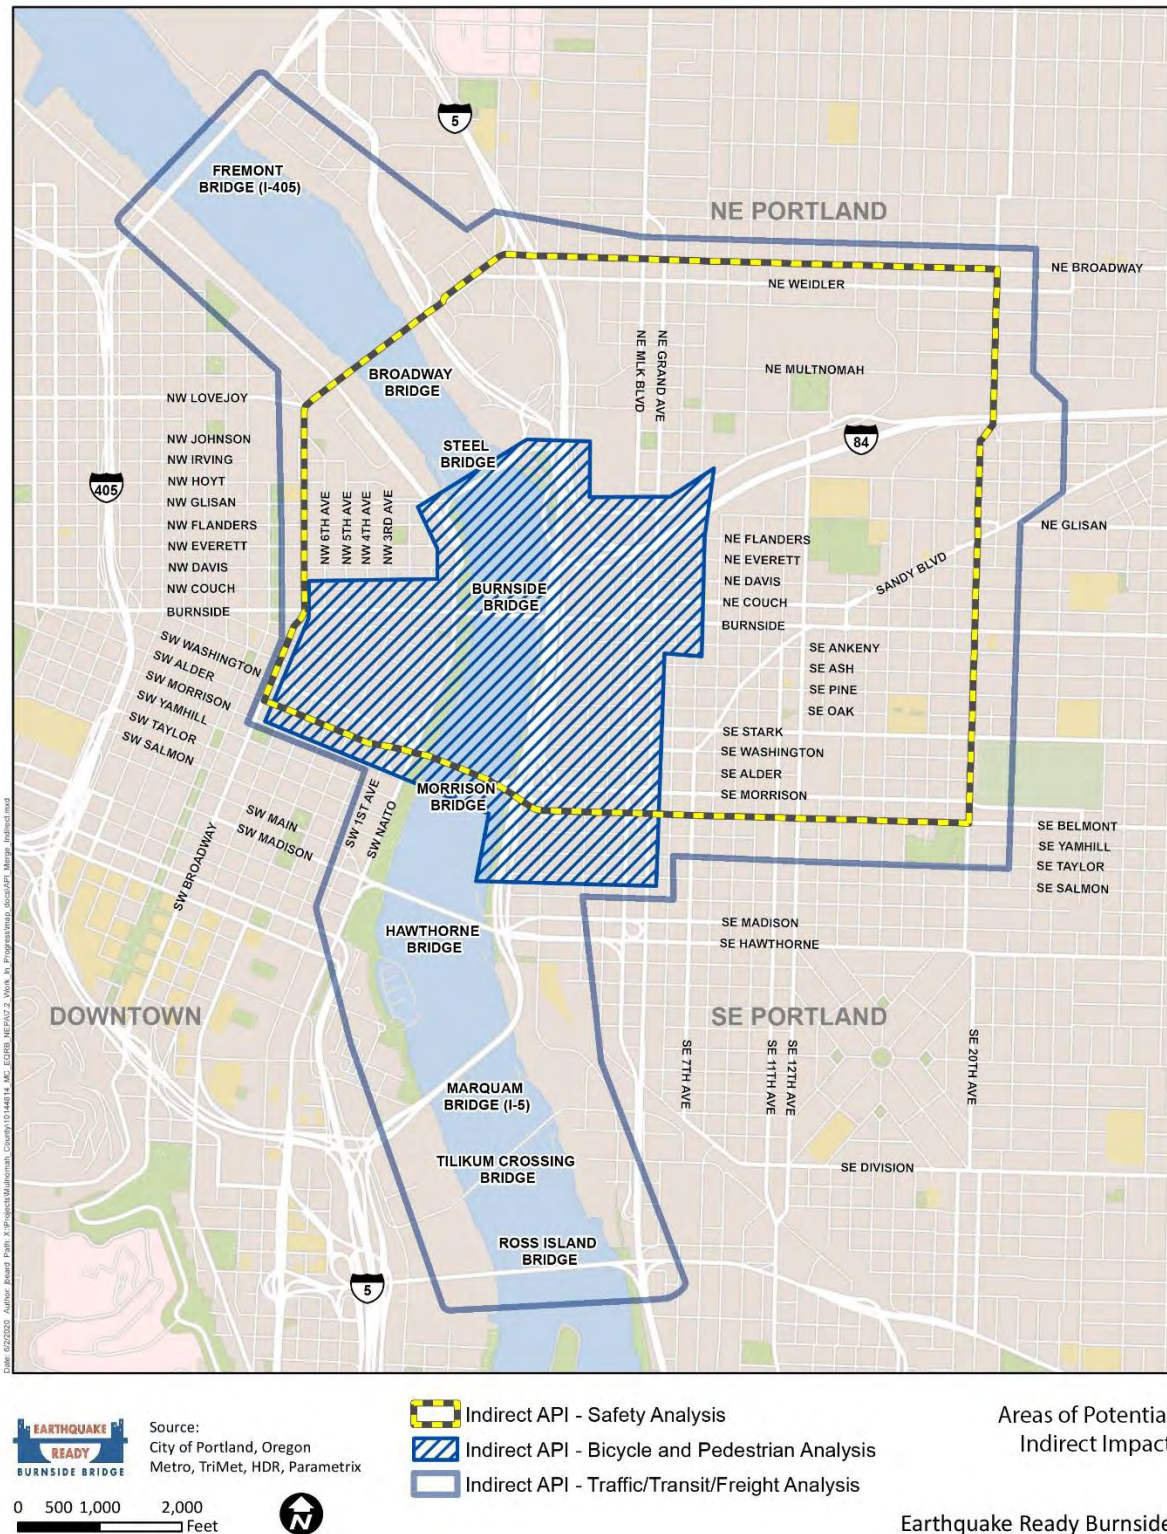 5
FREMONT
BRIDGE (I-405)
NE PORTLAND
NE BROADWAY
NE WEIDLER
NE MLK BLVD
NE GRAND AVE
BROADWAY
BRIDGE
NE MULTNOMAH
NW LOVEJOY
STEEL
BRIDGE
84
NW JOHNSON
NW IRVING
NW HOYT
NW GLISAN
NW FLANDERS
NW EVERETT
NW DAVIS
NW COUCH
BURNSIDE
405
NW 6TH AVE
NW 5TH AVE
NW 4TH AVE
NW 3RD AVE
NE GLISAN
NE FLANDERS
NE EVERETT
NE DAVIS
NE COUCH
BURNSIDE
SANDY BLVD
BURNSIDE
BRIDGE
SW WASHINGTON
SW ALDER
SW MORRISON
SW YAMHILL
SW TAYLOR
SW SALMON
SE ANKENY
SE ASH
SE PINE
SE OAK
SE STARK
SE WASHINGTON
SE ALDER
SE MORRISON
MORRISON
BRIDGE
SW 1ST AVE
SW NAITO
SW MAIN
SW MADISON
SW BROADWAY
SE BELMONT
SE YAMHILL
SE TAYLOR
SE SALMON
HAWTHORNE
BRIDGE
SE MADISON
SE HAWTHORNE
DOWNTOWN
SE PORTLAND
SE 7TH AVE
SE 11TH AVE
SE 12TH AVE
SE 20TH AVE
MARQUAM
BRIDGE (I-5)
TILIKUM CROSSING
BRIDGE
SE DIVISION
ROSS ISLAND
BRIDGE
5
EARTHQUAKE
READY
BURNSIDE BRIDGE
Source:
City of Portland, Oregon
Metro, TriMet, HDR, Parametrix
0 500 1,000 2,000
Feet
N
Indirect API - Safety Analysis
Indirect API - Bicycle and Pedestrian Analysis
Indirect API - Traffic/Transit/Freight Analysis
Areas of Potentia
Indirect Impact
Earthquake Ready Burnside